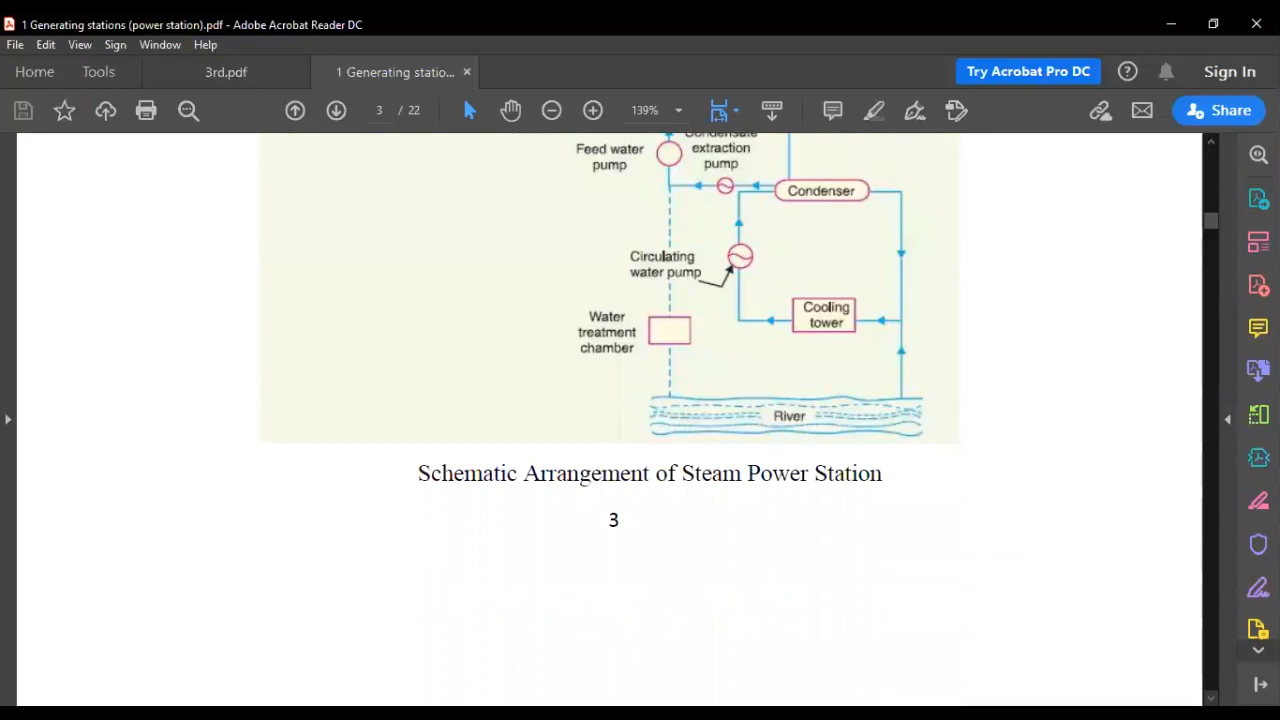 1 Generating stations (power station).pdf - Adobe Acrobat Reader DC
File Edit View Sign Window Help
Home Tools 3rd.pdf 1 Generating statio... × Try Acrobat Pro DC Sign In
3 / 22 139% Share
Condensate
extraction
pump
Feed water
pump
Condenser
Circulating
water pump
Cooling
tower
Water
treatment
chamber
River
Schematic Arrangement of Steam Power Station
3